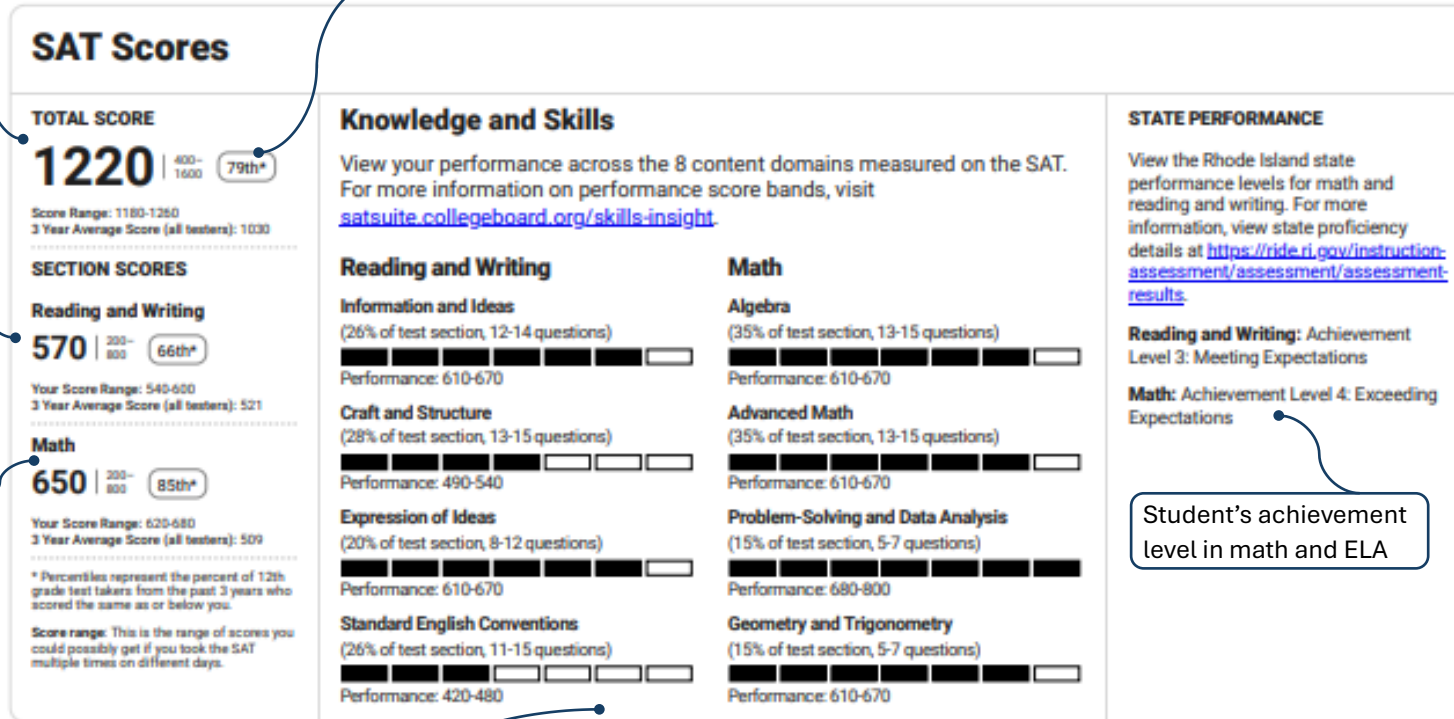 SAT Scores
TOTAL SCORE
1220 400–1600 79th*
Score Range: 1180-1260
3 Year Average Score (all testers): 1030
SECTION SCORES
Reading and Writing
570 200–800 66th*
Your Score Range: 540-600
3 Year Average Score (all testers): 521
Math
650 200–800 85th*
Your Score Range: 620-680
3 Year Average Score (all testers): 509
* Percentiles represent the percent of 12th
grade test takers from the past 3 years who
scored the same as or below you.
Score range: This is the range of scores you
could possibly get if you took the SAT
multiple times on different days.
Knowledge and Skills
View your performance across the 8 content domains measured on the SAT.
For more information on performance score bands, visit
satsuite.collegeboard.org/skills-insight.
Reading and Writing
Information and Ideas
(26% of test section, 12-14 questions)
Performance: 610-670
Craft and Structure
(28% of test section, 13-15 questions)
Performance: 490-540
Expression of Ideas
(20% of test section, 8-12 questions)
Performance: 610-670
Standard English Conventions
(26% of test section, 11-15 questions)
Performance: 420-480
Math
Algebra
(35% of test section, 13-15 questions)
Performance: 610-670
Advanced Math
(35% of test section, 13-15 questions)
Performance: 610-670
Problem-Solving and Data Analysis
(15% of test section, 5-7 questions)
Performance: 680-800
Geometry and Trigonometry
(15% of test section, 5-7 questions)
Performance: 610-670
STATE PERFORMANCE
View the Rhode Island state
performance levels for math and
reading and writing. For more
information, view state proficiency
details at https://ride.ri.gov/instruction-
assessment/assessment/assessment-
results.
Reading and Writing: Achievement
Level 3: Meeting Expectations
Math: Achievement Level 4: Exceeding
Expectations
Student’s achievement
level in math and ELA